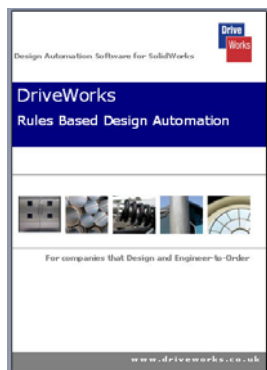 Drive
Works
Design Automation Software for SolidWorks
DriveWorks
Rules Based Design Automation
For companies that Design and Engineer-to-Order
www.driveworks.co.uk